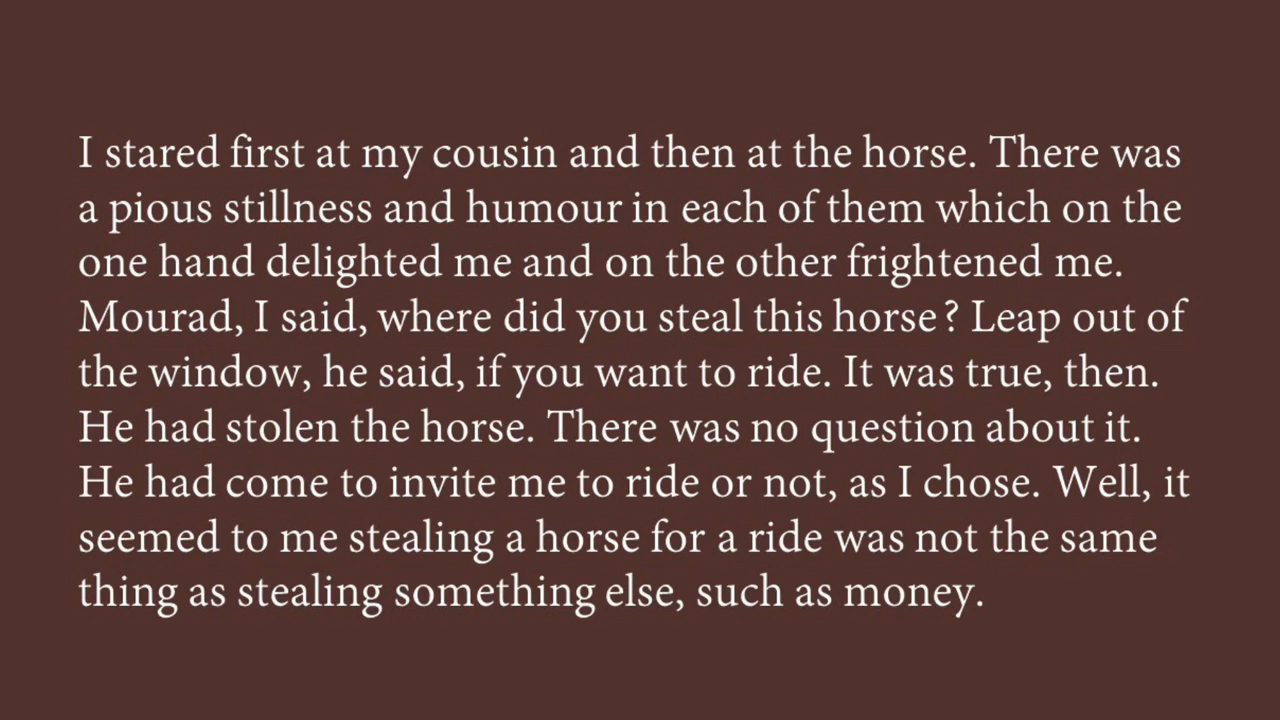 I stared first at my cousin and then at the horse. There was
a pious stillness and humour in each of them which on the
one hand delighted me and on the other frightened me.
Mourad, I said, where did you steal this horse? Leap out of
the window, he said, if you want to ride. It was true, then.
He had stolen the horse. There was no question about it.
He had come to invite me to ride or not, as I chose. Well, it
seemed to me stealing a horse for a ride was not the same
thing as stealing something else, such as money.